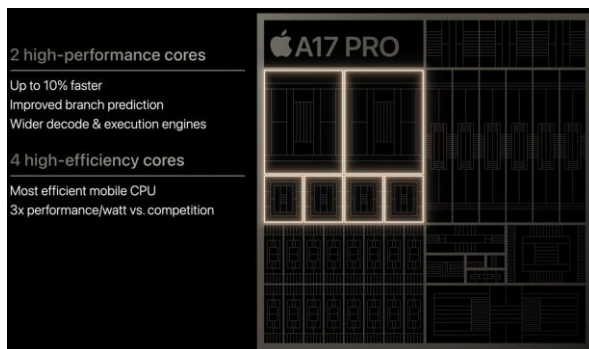 2 high-performance cores
Up to 10% faster
Improved branch prediction
Wider decode & execution engines
4 high-efficiency cores
Most efficient mobile CPU
3x performance/watt vs. competition
A17 PRO